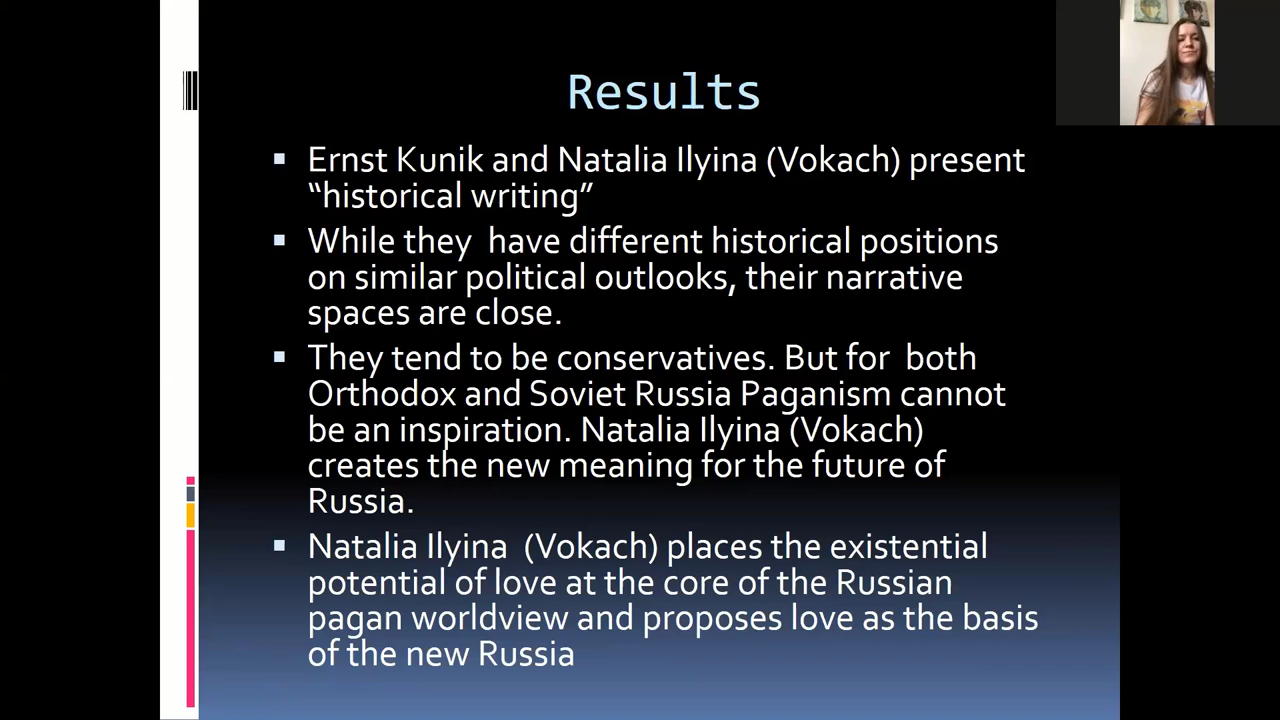 Results
Ernst Kunik and Natalia Ilyina (Vokach) present
“historical writing”
While they  have different historical positions
on similar political outlooks, their narrative
spaces are close.
They tend to be conservatives. But for  both
Orthodox and Soviet Russia Paganism cannot
be an inspiration. Natalia Ilyina (Vokach)
creates the new meaning for the future of
Russia.
Natalia Ilyina  (Vokach) places the existential
potential of love at the core of the Russian
pagan worldview and proposes love as the basis
of the new Russia